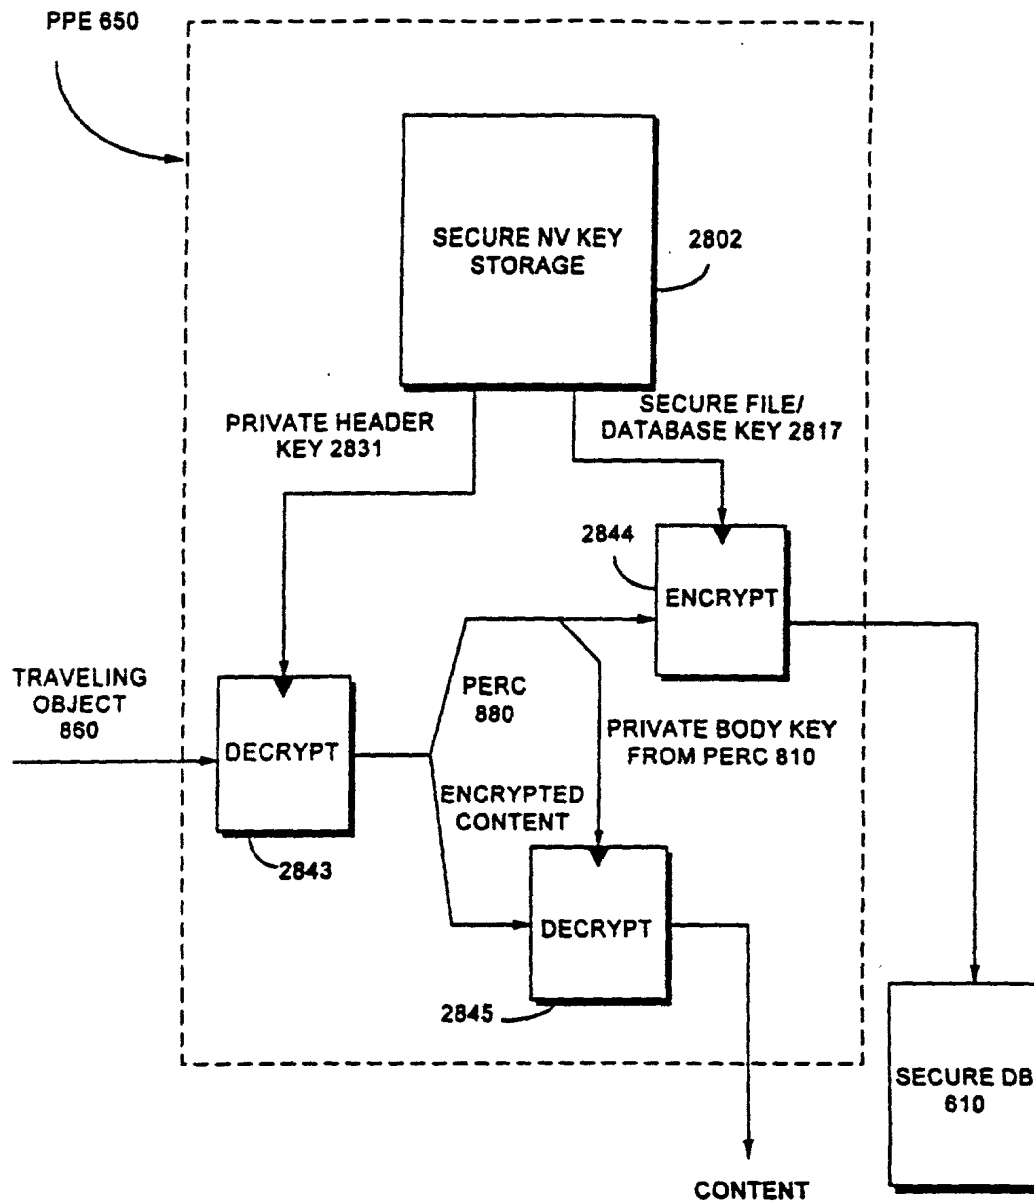 PPE 650
SECURE NV KEY
STORAGE
2802
PRIVATE HEADER
KEY 2831
SECURE FILE/
DATABASE KEY 2817
2844
ENCRYPT
TRAVELING
OBJECT
860
DECRYPT
2843
PERC
880
PRIVATE BODY KEY
FROM PERC 810
ENCRYPTED
CONTENT
DECRYPT
2845
SECURE DB
610
CONTENT